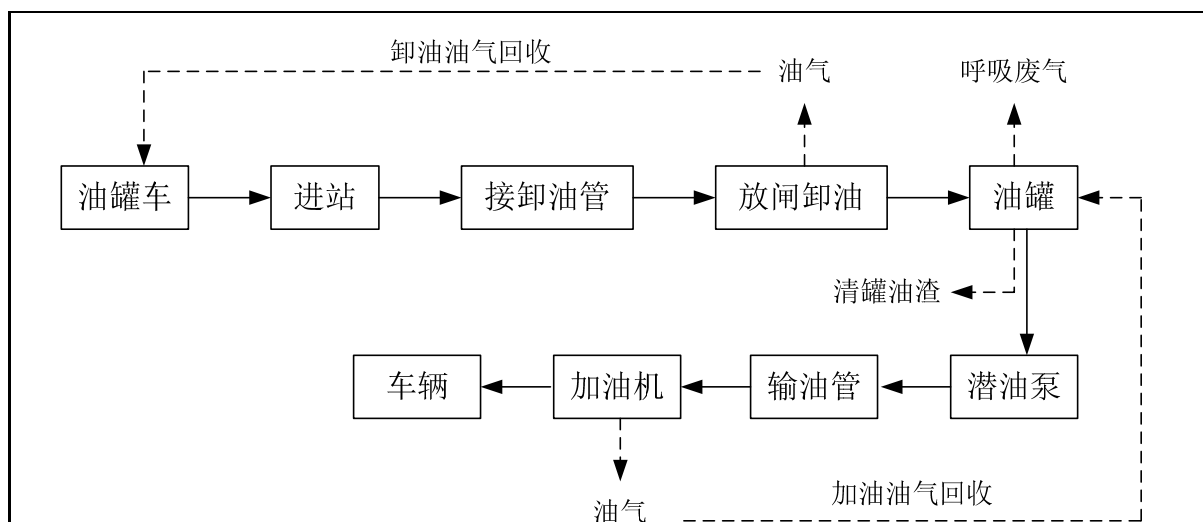 卸油油气回收
油气
呼吸废气
油罐车
进站
接卸油管
放闸卸油
油罐
清罐油渣
车辆
加油机
输油管
潜油泵
加油油气回收
油气